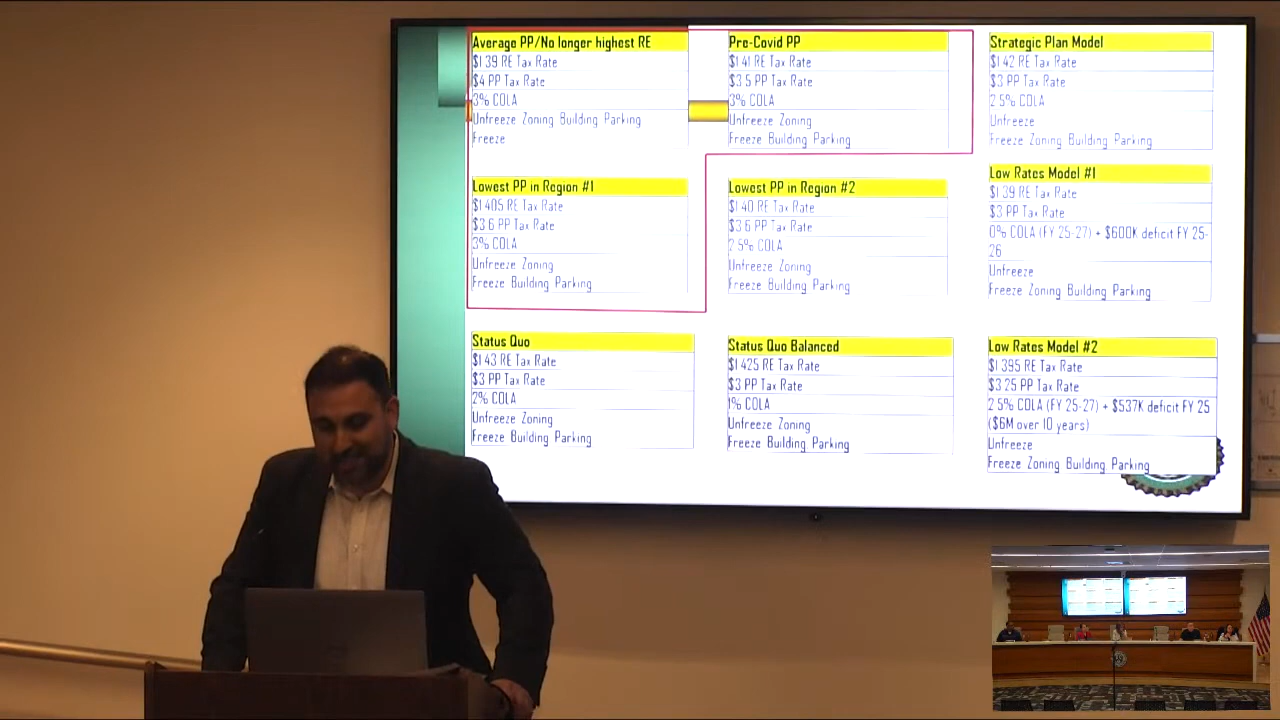 Average PP/No longer highest RE
$1.39 RE Tax Rate
$4 PP Tax Rate
3% COLA
Unfreeze Zoning Building Parking
Freeze
Pre-Covid PP
$1.41 RE Tax Rate
$3.5 PP Tax Rate
3% COLA
Unfreeze Zoning
Freeze Building Parking
Strategic Plan Model
$1.42 RE Tax Rate
$3 PP Tax Rate
2.5% COLA
Unfreeze
Freeze Zoning Building Parking
Lowest PP in Region #1
$1.405 RE Tax Rate
$3.6 PP Tax Rate
3% COLA
Unfreeze Zoning
Freeze Building Parking
Lowest PP in Region #2
$1.40 RE Tax Rate
$3.6 PP Tax Rate
2.5% COLA
Unfreeze Zoning
Freeze Building Parking
Low Rates Model #1
$1.39 RE Tax Rate
$3 PP Tax Rate
0% COLA (FY 25-27) + $600K deficit FY 25-
26
Unfreeze
Freeze Zoning Building Parking
Status Quo
$1.43 RE Tax Rate
$3 PP Tax Rate
2% COLA
Unfreeze Zoning
Freeze Building Parking
Status Quo Balanced
$1.425 RE Tax Rate
$3 PP Tax Rate
1% COLA
Unfreeze Zoning
Freeze Building Parking
Low Rates Model #2
$1.395 RE Tax Rate
$3.25 PP Tax Rate
2.5% COLA (FY 25-27) + $537K deficit FY 25
($6M over 10 years)
Unfreeze
Freeze Zoning Building Parking